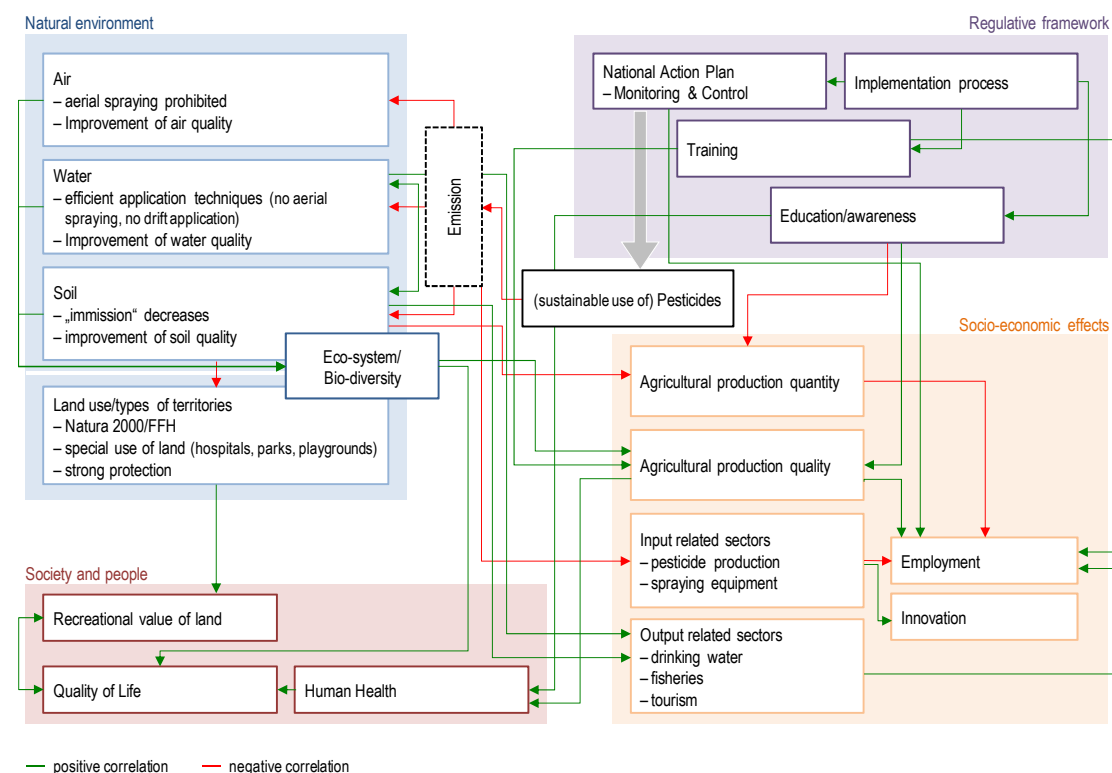 Natural environment
Air
– aerial spraying prohibited
– Improvement of air quality
Water
– efficient application techniques (no aerial
spraying, no drift application)
– Improvement of water quality
Soil
– „immission“ decreases
– improvement of soil quality
Eco-system/
Bio-diversity
Land use/types of territories
– Natura 2000/FFH
– special use of land (hospitals, parks, playgrounds)
– strong protection
Emission
Regulative framework
National Action Plan
– Monitoring & Control
Implementation process
Training
Education/awareness
(sustainable use of) Pesticides
Socio-economic effects
Agricultural production quantity
Agricultural production quality
Input related sectors
– pesticide production
– spraying equipment
Employment
Innovation
Output related sectors
– drinking water
– fisheries
– tourism
Society and people
Recreational value of land
Quality of Life
Human Health
positive correlation
negative correlation